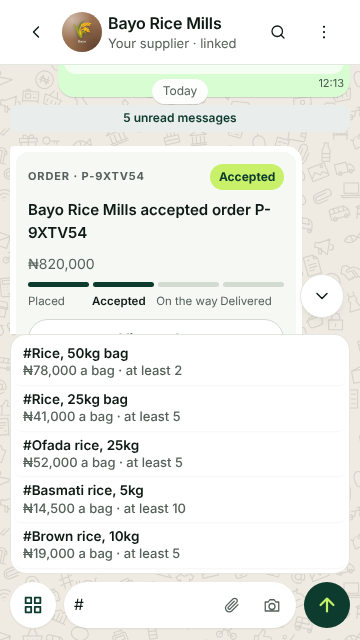 Bayo Rice Mills
Your supplier · linked
12:13
Today
5 unread messages
ORDER · P-9XTV54
Accepted
Bayo Rice Mills accepted order P-
9XTV54
₦820,000
Placed Accepted On the way Delivered
#Rice, 50kg bag
₦78,000 a bag · at least 2
#Rice, 25kg bag
₦41,000 a bag · at least 5
#Ofada rice, 25kg
₦52,000 a bag · at least 5
#Basmati rice, 5kg
₦14,500 a bag · at least 10
#Brown rice, 10kg
₦19,000 a bag · at least 5
#